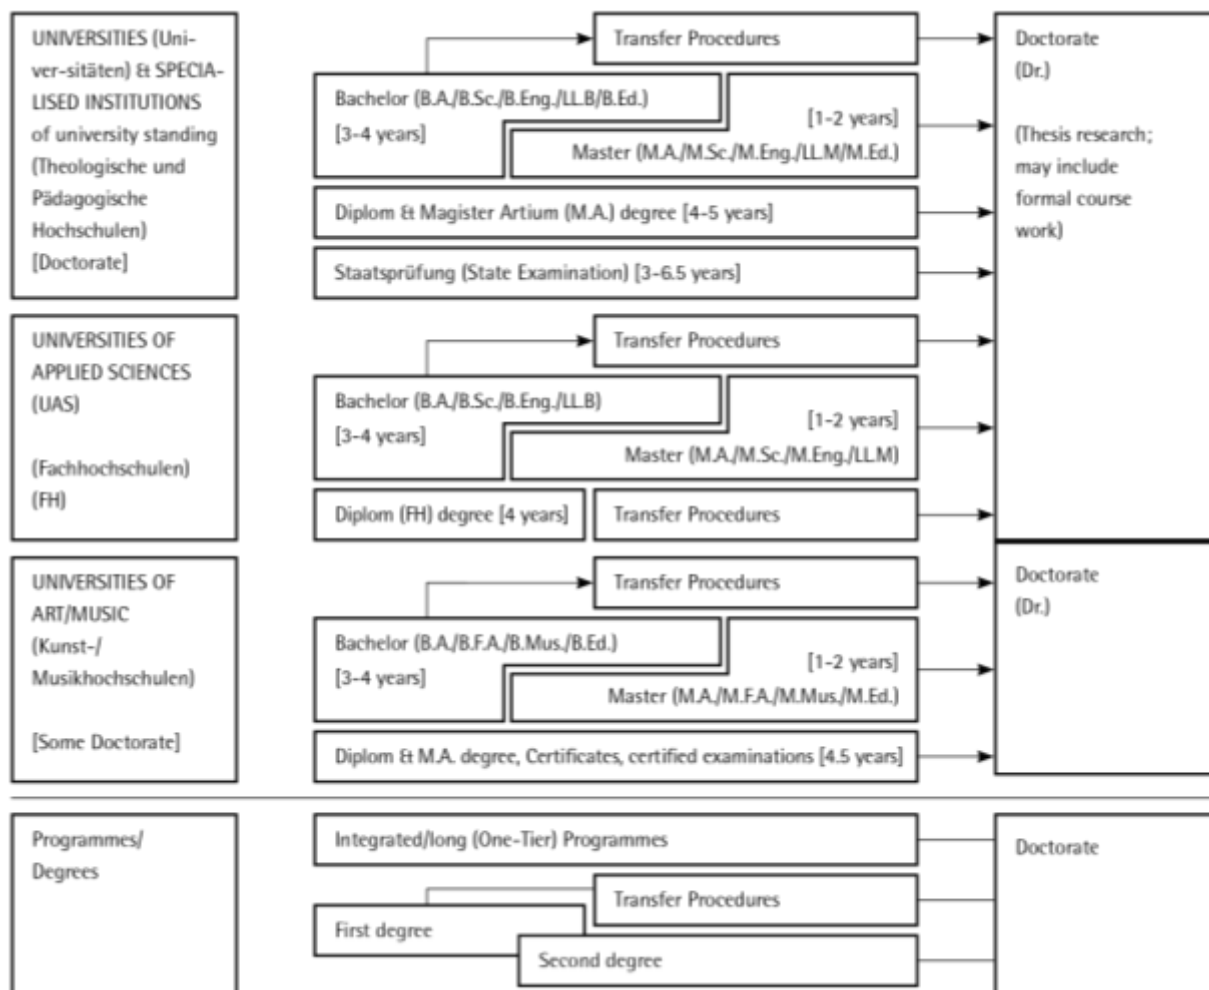 UNIVERSITIES (Uni-
ver-sitäten) & SPECIA-
LISED INSTITUTIONS
of university standing
(Theologische und
Pädagogische
Hochschulen)
[Doctorate]
Transfer Procedures
Bachelor (B.A./B.Sc./B.Eng./LL.B/B.Ed.)
[3-4 years]
[1-2 years]
Master (M.A./M.Sc./M.Eng./LL.M/M.Ed.)
Diplom & Magister Artium (M.A.) degree [4-5 years]
Staatsprüfung (State Examination) [3-6.5 years]
Doctorate
(Dr.)
(Thesis research;
may include
formal course
work)
UNIVERSITIES OF
APPLIED SCIENCES
(UAS)
(Fachhochschulen)
(FH)
Transfer Procedures
Bachelor (B.A./B.Sc./B.Eng./LL.B)
[3-4 years]
[1-2 years]
Master (M.A./M.Sc./M.Eng./LL.M)
Diplom (FH) degree [4 years]
Transfer Procedures
UNIVERSITIES OF
ART/MUSIC
(Kunst-/
Musikhochschulen)
[Some Doctorate]
Transfer Procedures
Bachelor (B.A./B.F.A./B.Mus./B.Ed.)
[3-4 years]
[1-2 years]
Master (M.A./M.F.A./M.Mus./M.Ed.)
Diplom & M.A. degree, Certificates, certified examinations [4.5 years]
Doctorate
(Dr.)
Programmes/
Degrees
Integrated/long (One-Tier) Programmes
Transfer Procedures
First degree
Second degree
Doctorate